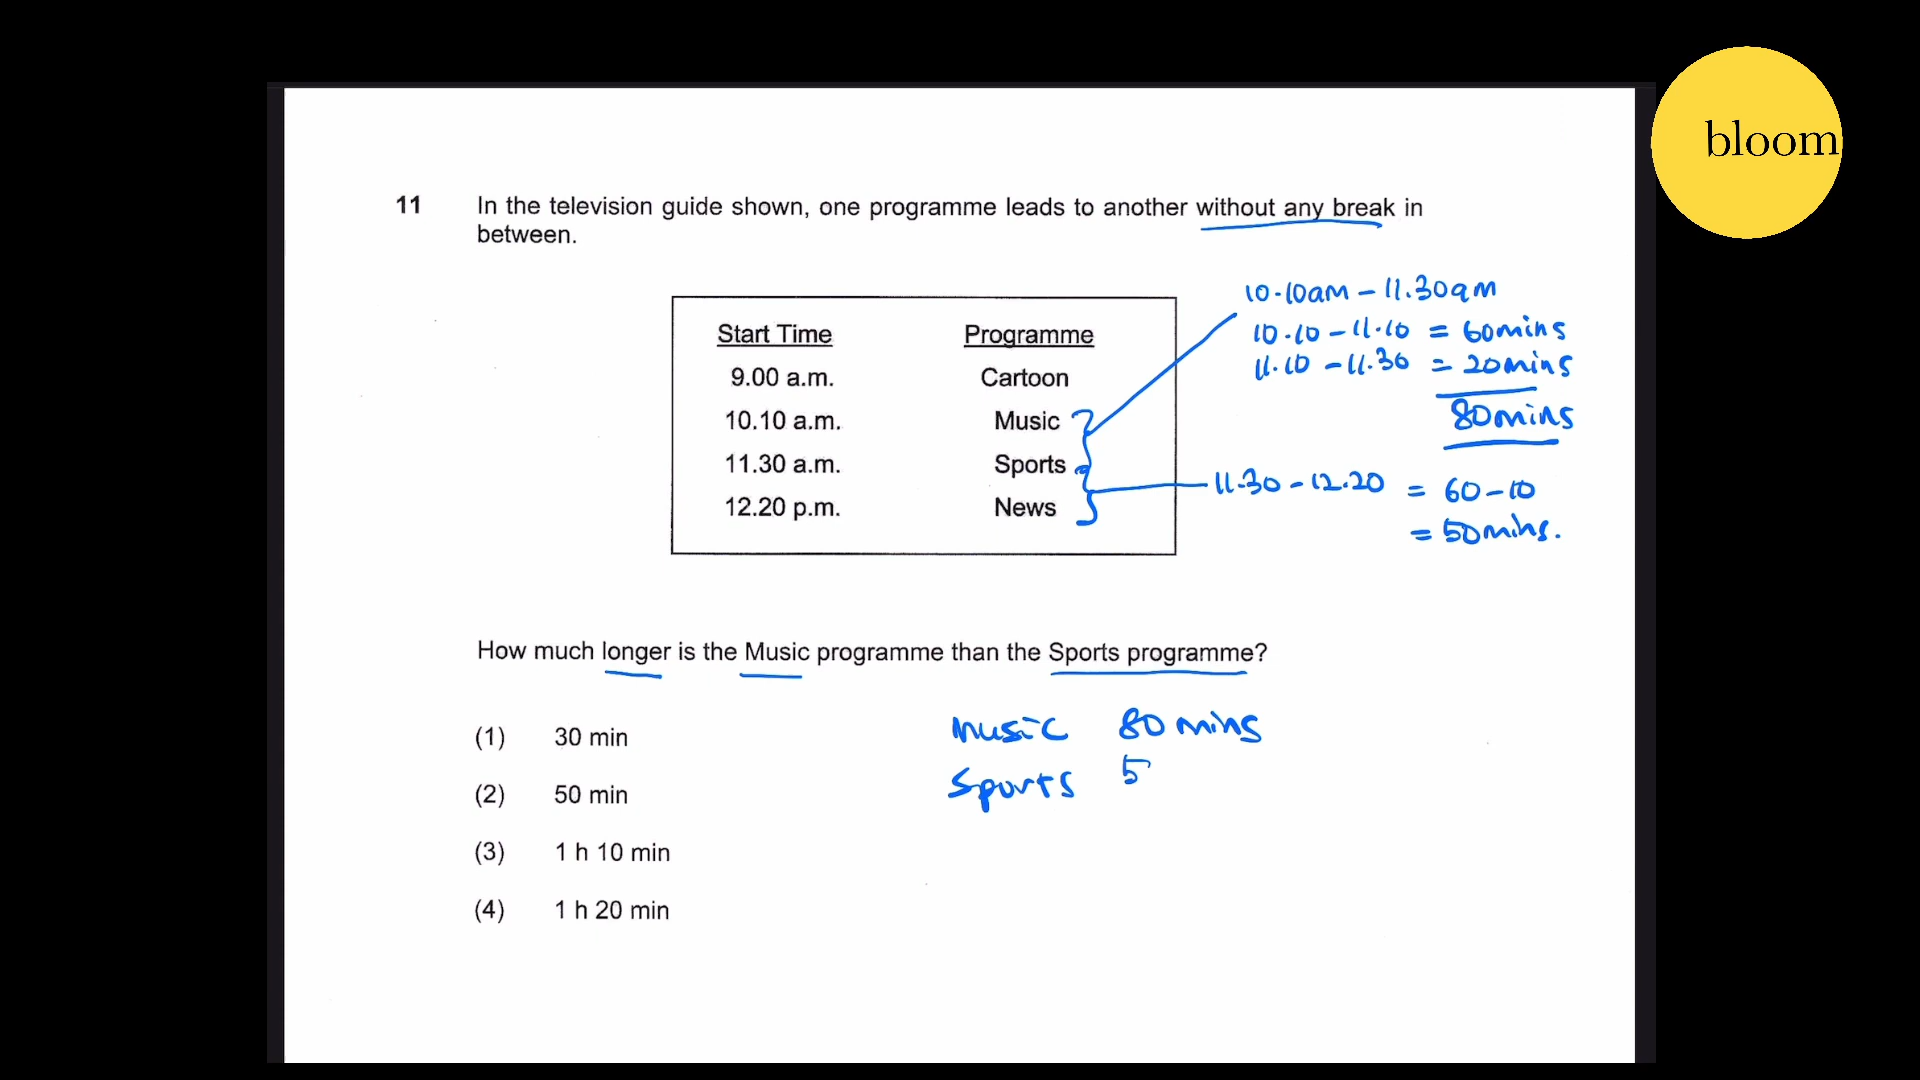 bloom
11 In the television guide shown, one programme leads to another without any break in
between.
Start Time Programme
9.00 a.m. Cartoon
10.10 a.m. Music
11.30 a.m. Sports
12.20 p.m. News
10.10am - 11.30am
10.10 - 11.10 = 60mins
11.10 - 11.30 = 20mins
80mins
11.30 - 12.20 = 60 - 10
= 50mins.
How much longer is the Music programme than the Sports programme?
(1) 30 min
(2) 50 min
(3) 1 h 10 min
(4) 1 h 20 min
Music 80 mins
Sports 5